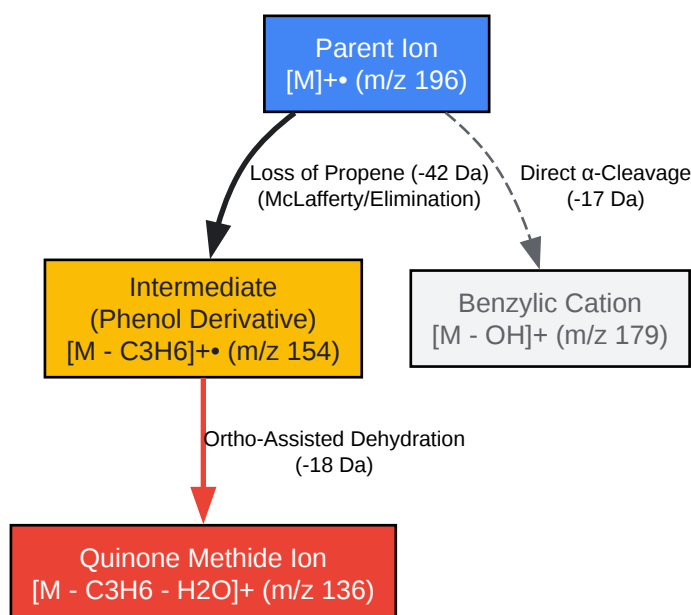 Parent Ion
[M]+• (m/z 196)
Loss of Propene (-42 Da)
(McLafferty/Elimination)
Direct α-Cleavage
(-17 Da)
Intermediate
(Phenol Derivative)
[M - C3H6]+• (m/z 154)
Benzylic Cation
[M - OH]+ (m/z 179)
Ortho-Assisted Dehydration
(-18 Da)
Quinone Methide Ion
[M - C3H6 - H2O]+ (m/z 136)